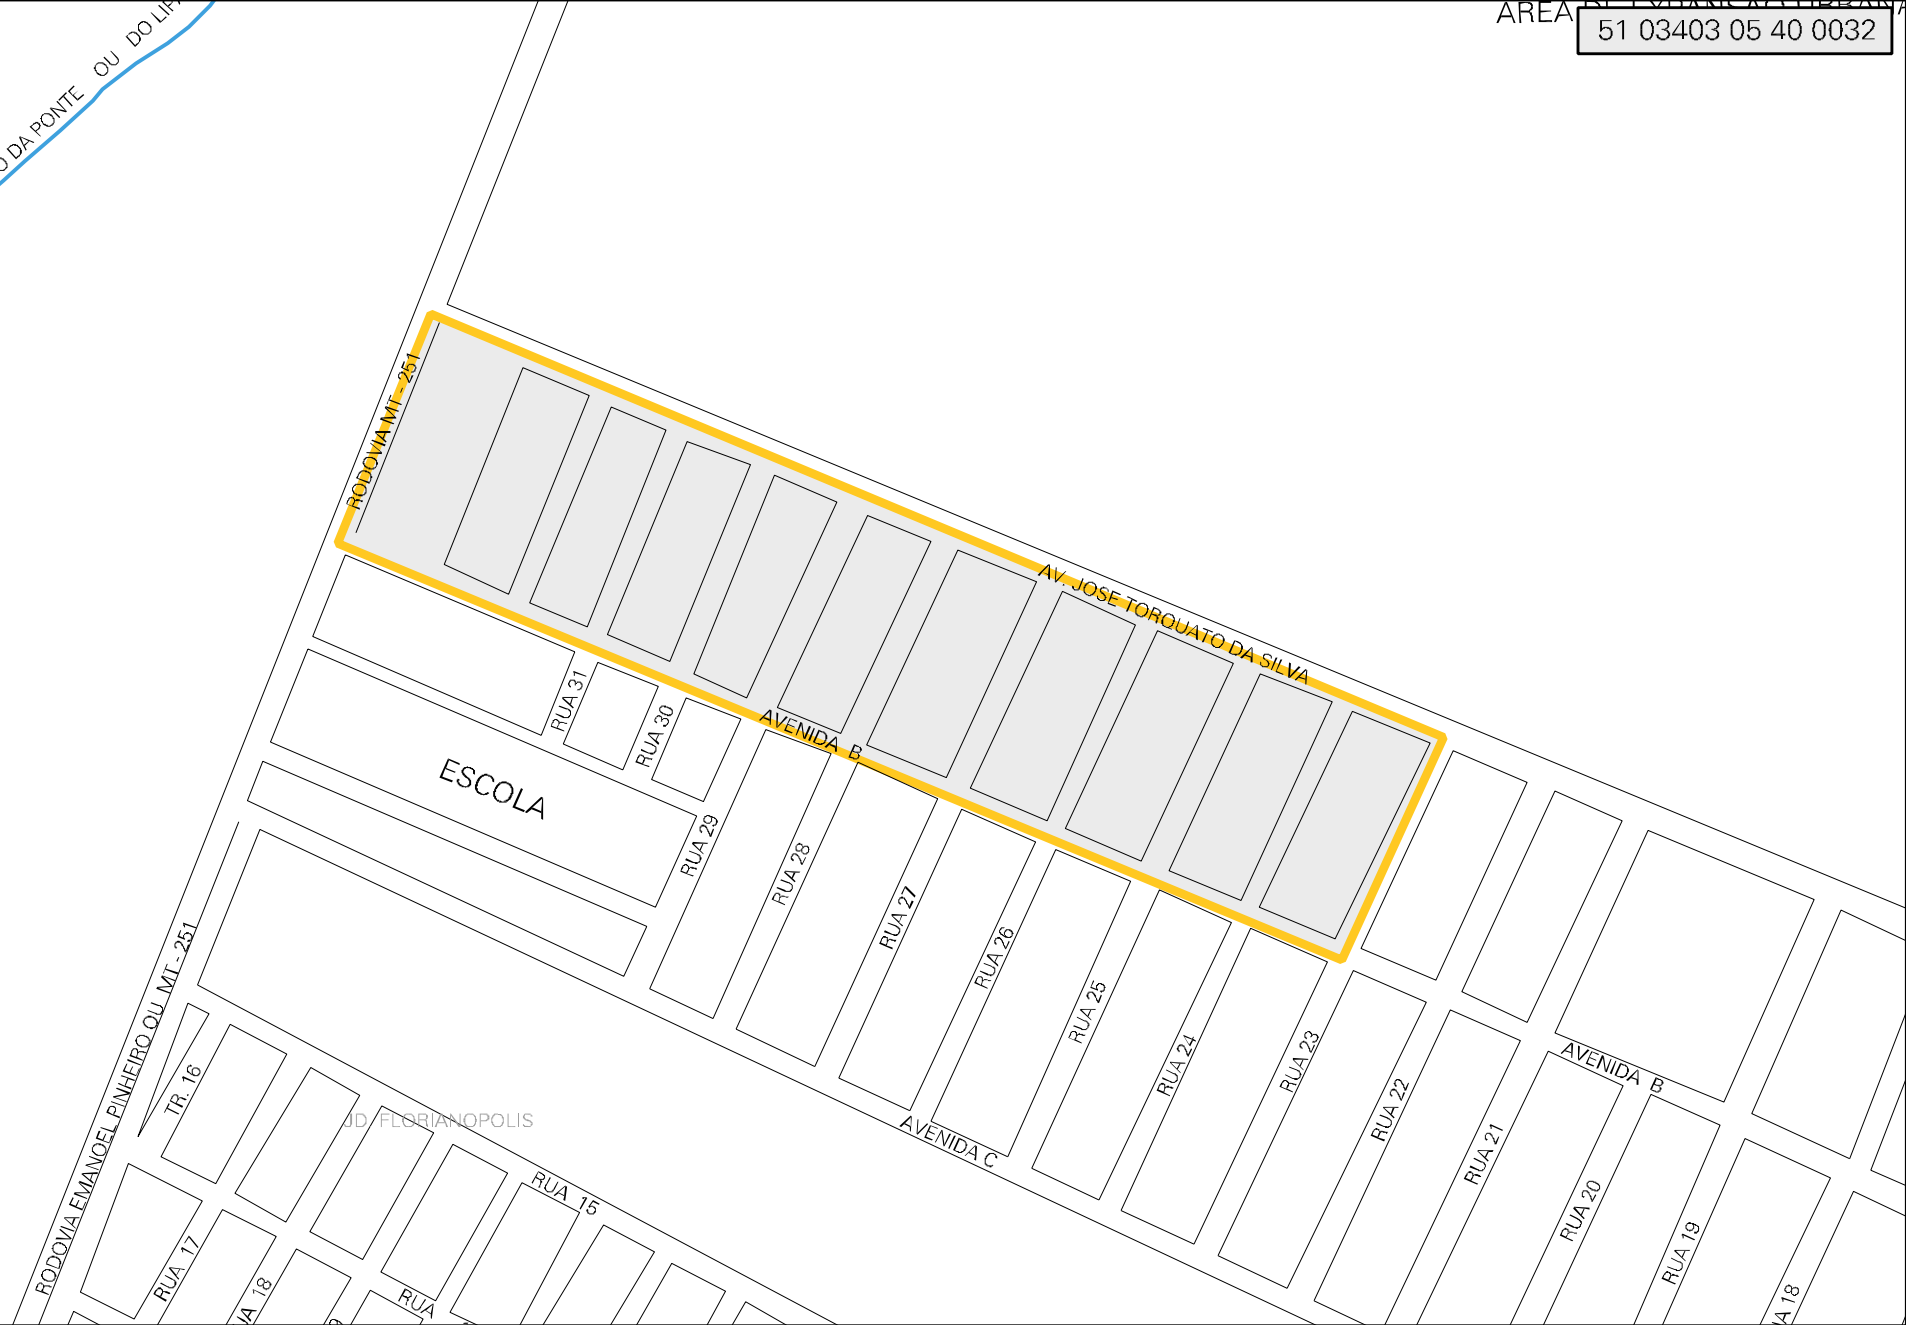 51 03403 05 40 0032
DA PONTE OU DO
RODOVIA MT - 251
AV. JOSE TORQUATO DA SILVA
AVENIDA B
RUA 31
RUA 30
ESCOLA
RUA 29
RUA 28
RUA 27
RUA 26
RUA 25
RUA 24
RUA 23
RUA 22
RUA 21
RUA 20
RUA 19
18
AVENIDA B
AVENIDA C
RODOVIA EMANOEL PINHEIRO OU MT - 251
TR. 16
JD. FLORIANOPOLIS
RUA 15
RUA 17
18
RUA